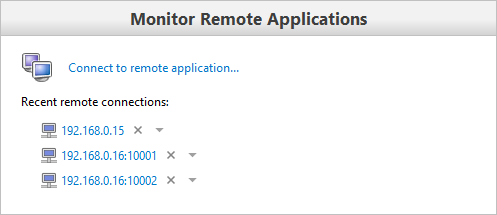 Monitor Remote Applications
Connect to remote application...
Recent remote connections:
192.168.0.15
192.168.0.16:10001
192.168.0.16:10002